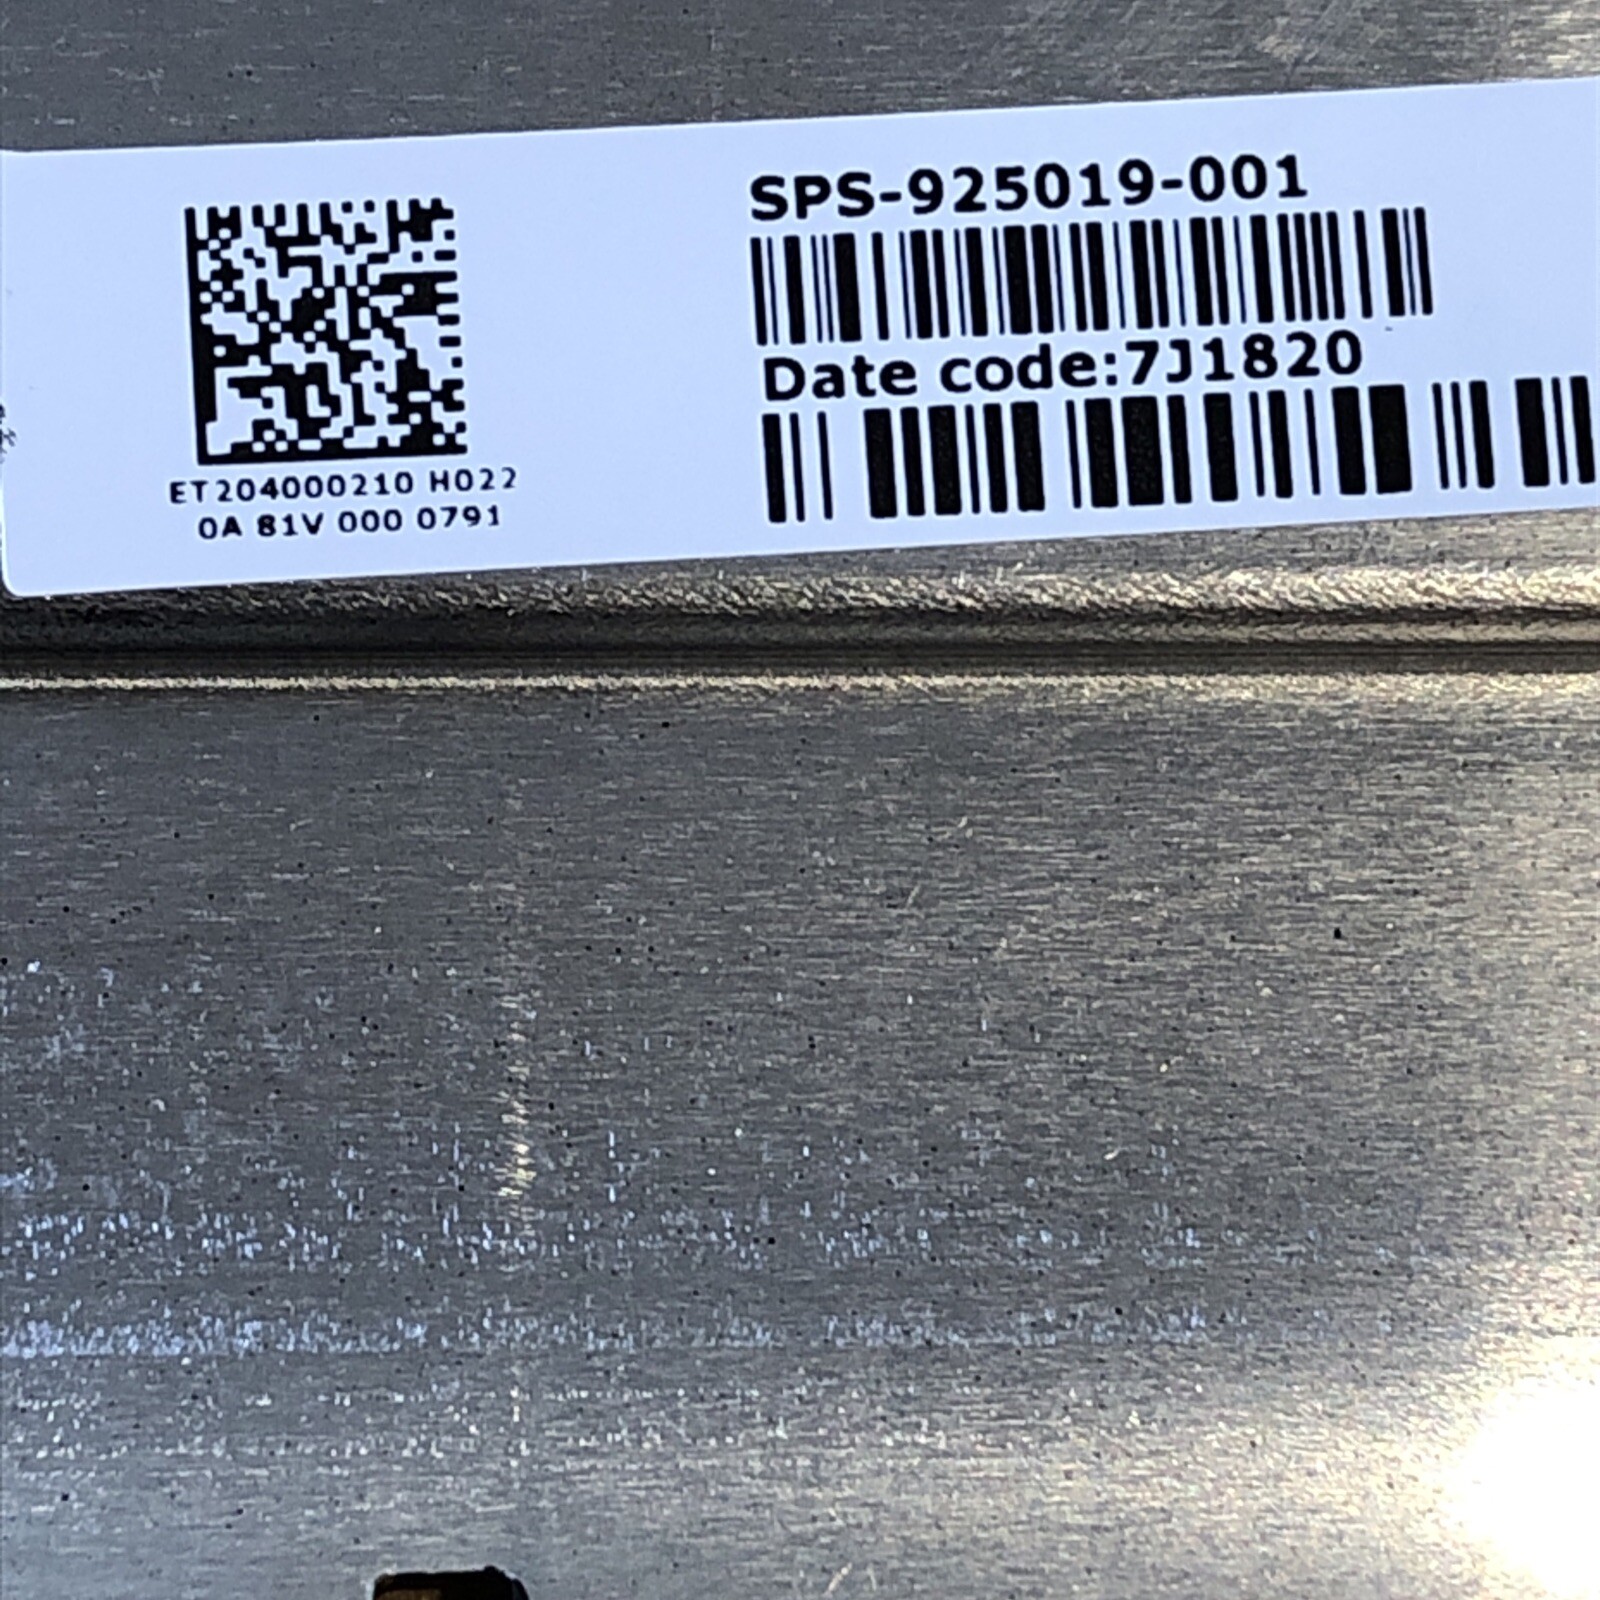 SPS-925019-001
Date code:7J1820
ET204000210 H022
0A 81V 000 0791